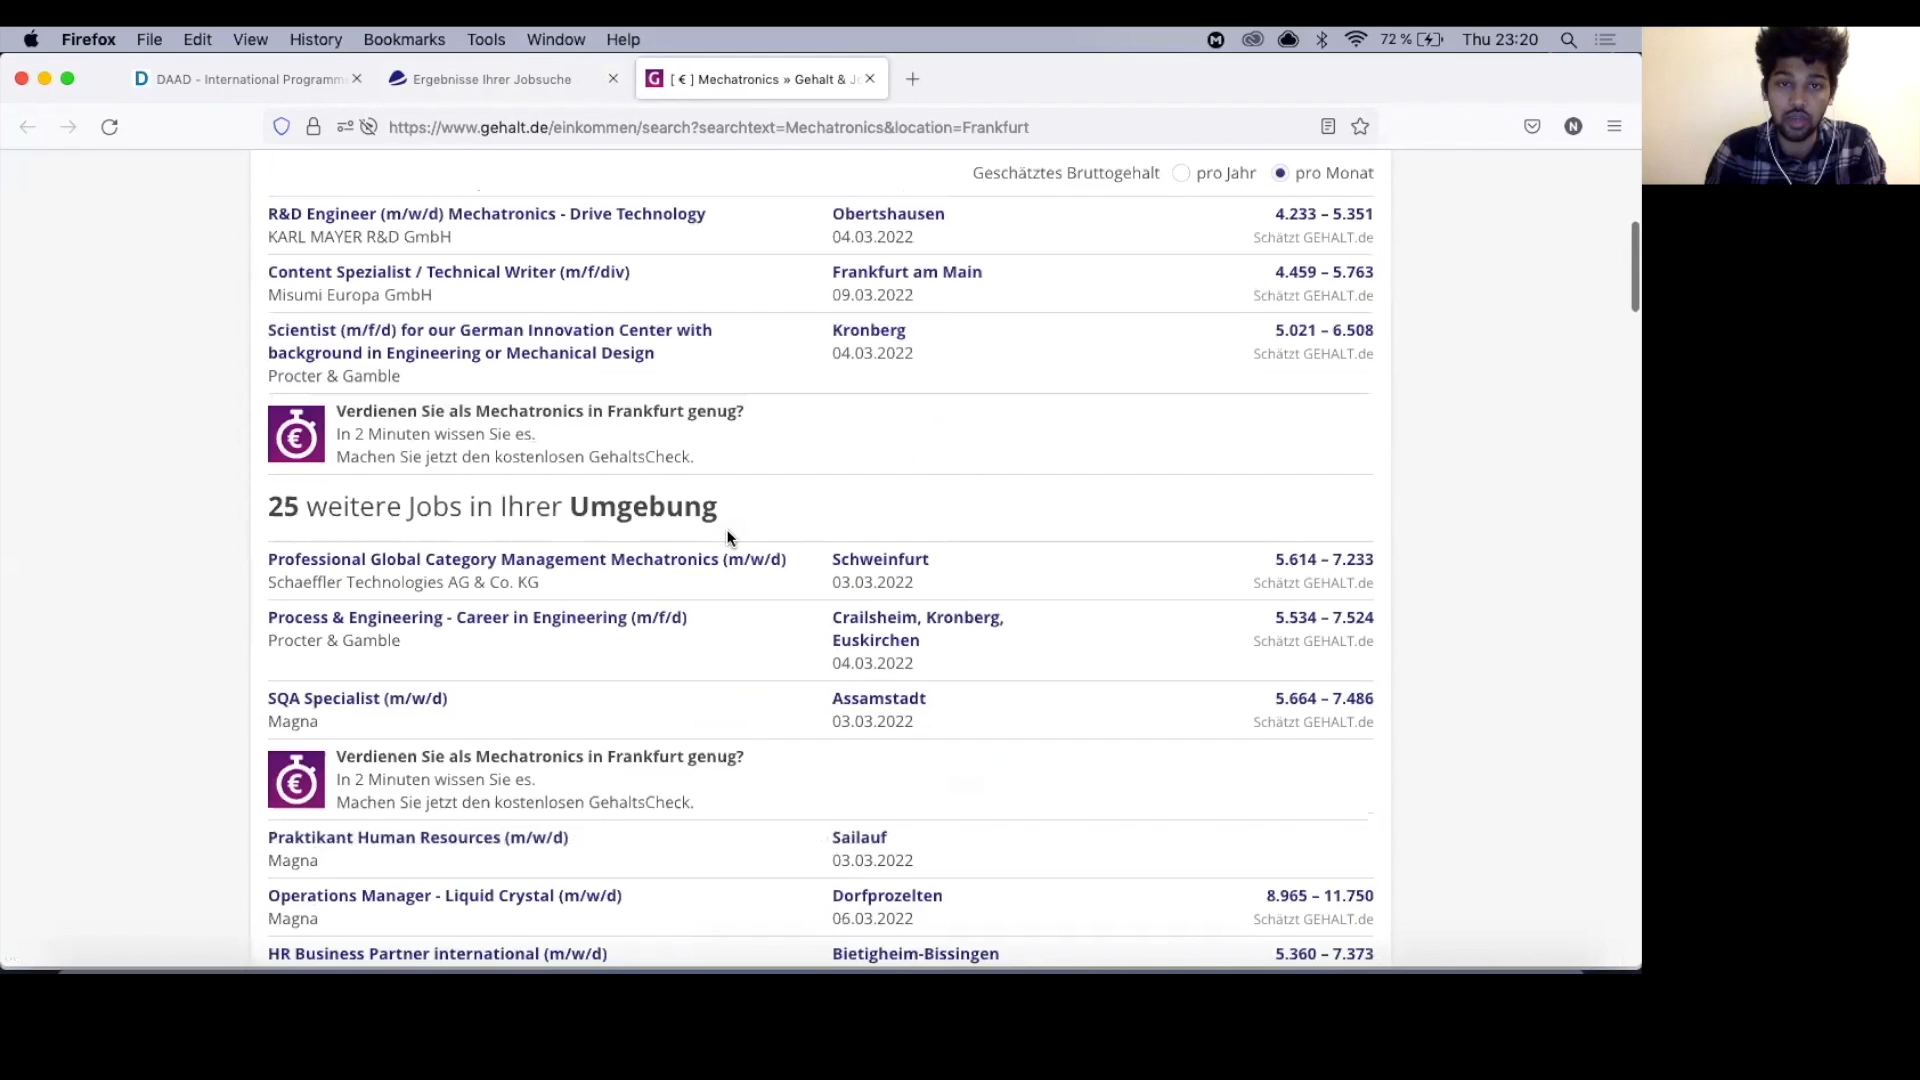 Firefox File Edit View History Bookmarks Tools Window Help 72 % Thu 23:20
DAAD - International Programm
Ergebnisse Ihrer Jobsuche
[ € ] Mechatronics » Gehalt & Jo
https://www.gehalt.de/einkommen/search?searchtext=Mechatronics&location=Frankfurt
Geschätztes Bruttogehalt pro Jahr pro Monat
R&D Engineer (m/w/d) Mechatronics - Drive Technology Obertshausen 4.233 – 5.351
KARL MAYER R&D GmbH 04.03.2022 Schätzt GEHALT.de
Content Spezialist / Technical Writer (m/f/div) Frankfurt am Main 4.459 – 5.763
Misumi Europa GmbH 09.03.2022 Schätzt GEHALT.de
Scientist (m/f/d) for our German Innovation Center with Kronberg 5.021 – 6.508
background in Engineering or Mechanical Design 04.03.2022 Schätzt GEHALT.de
Procter & Gamble
Verdienen Sie als Mechatronics in Frankfurt genug?
In 2 Minuten wissen Sie es.
Machen Sie jetzt den kostenlosen GehaltsCheck.
25 weitere Jobs in Ihrer Umgebung
Professional Global Category Management Mechatronics (m/w/d) Schweinfurt 5.614 – 7.233
Schaeffler Technologies AG & Co. KG 03.03.2022 Schätzt GEHALT.de
Process & Engineering - Career in Engineering (m/f/d) Crailsheim, Kronberg, 5.534 – 7.524
Procter & Gamble Euskirchen Schätzt GEHALT.de
04.03.2022
SQA Specialist (m/w/d) Assamstadt 5.664 – 7.486
Magna 03.03.2022 Schätzt GEHALT.de
Verdienen Sie als Mechatronics in Frankfurt genug?
In 2 Minuten wissen Sie es.
Machen Sie jetzt den kostenlosen GehaltsCheck.
Praktikant Human Resources (m/w/d) Sailauf
Magna 03.03.2022
Operations Manager - Liquid Crystal (m/w/d) Dorfprozelten 8.965 – 11.750
Magna 06.03.2022 Schätzt GEHALT.de
HR Business Partner international (m/w/d) Bietigheim-Bissingen 5.360 – 7.373